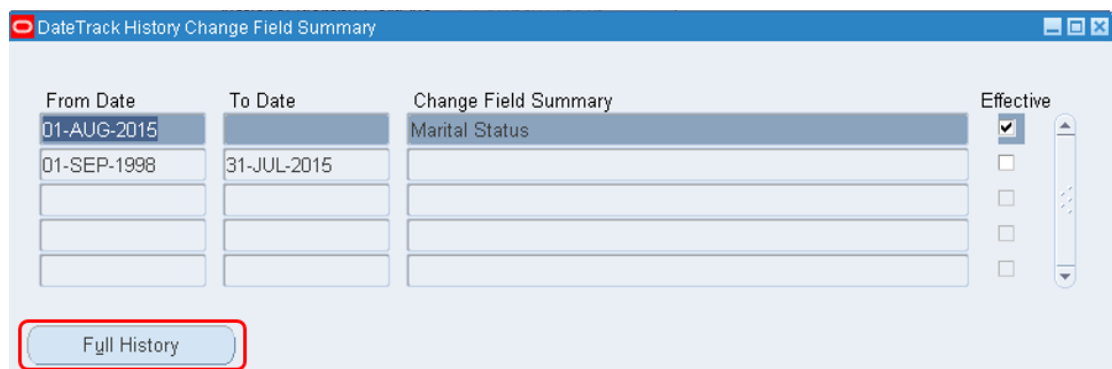 DateTrack History Change Field Summary
From Date To Date Change Field Summary Effective
01-AUG-2015 Marital Status
01-SEP-1998 31-JUL-2015
Full History